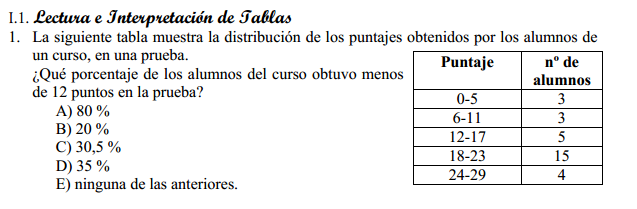 I.1. Lectura e Interpretación de Tablas
1. La siguiente tabla muestra la distribución de los puntajes obtenidos por los alumnos de
un curso, en una prueba.
¿Qué porcentaje de los alumnos del curso obtuvo menos
de 12 puntos en la prueba?
A) 80 %
B) 20 %
C) 30,5 %
D) 35 %
E) ninguna de las anteriores.
Puntaje nº de
alumnos
0-5 3
6-11 3
12-17 5
18-23 15
24-29 4